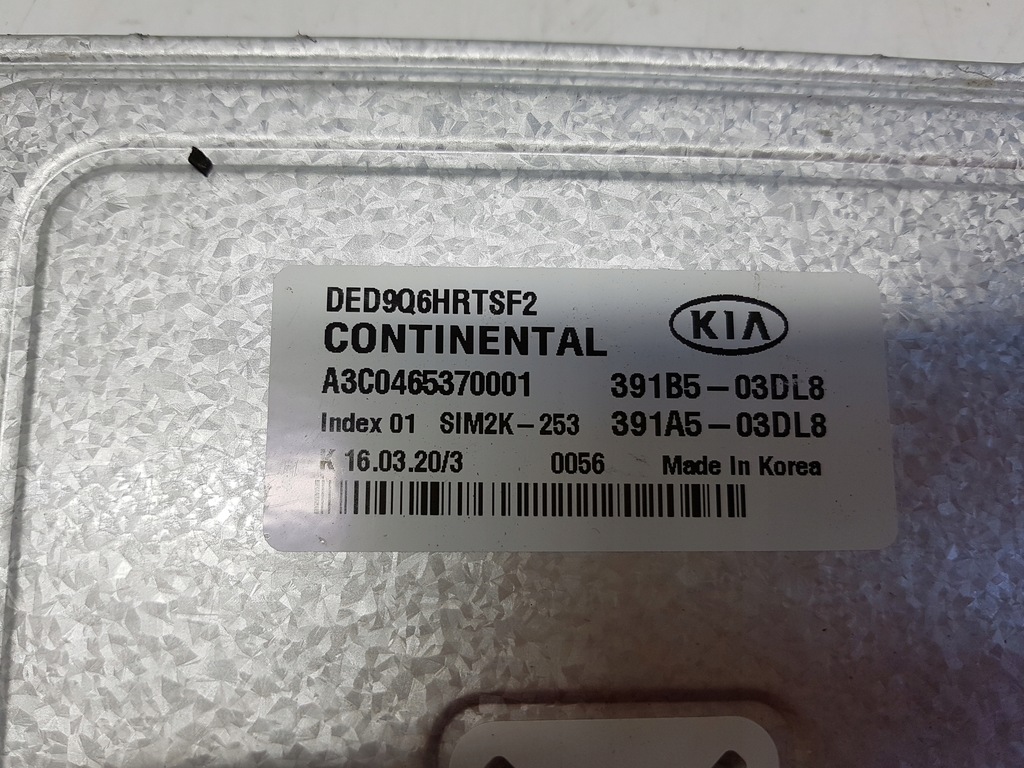 DED9Q6HRTSF2
CONTINENTAL
KIA
A3C0465370001 391B5-03DL8
Index 01 SIM2K-253 391A5-03DL8
K 16.03.20/3 0056 Made In Korea